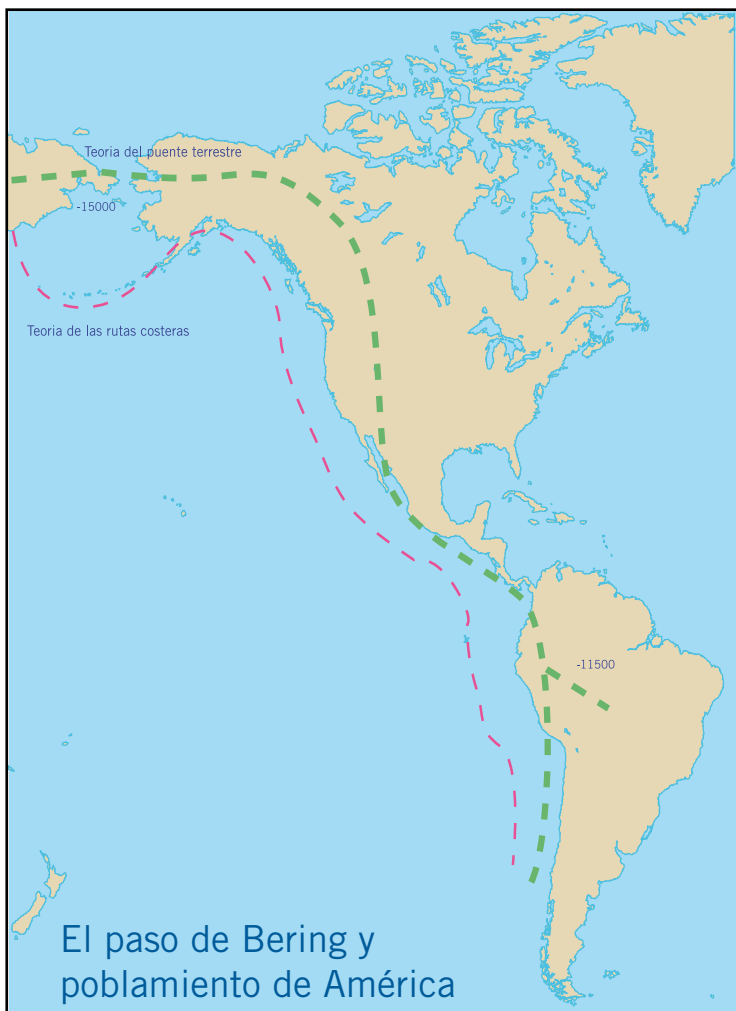 Teoria del puente terrestre
-15000
Teoria de las rutas costeras
-11500
El paso de Bering y
poblamiento de América